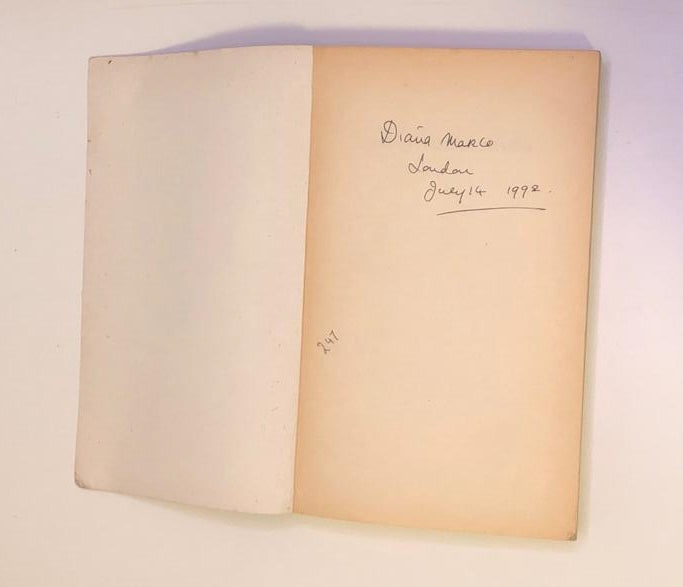 Diana Marco
London
July 14 1992.
247